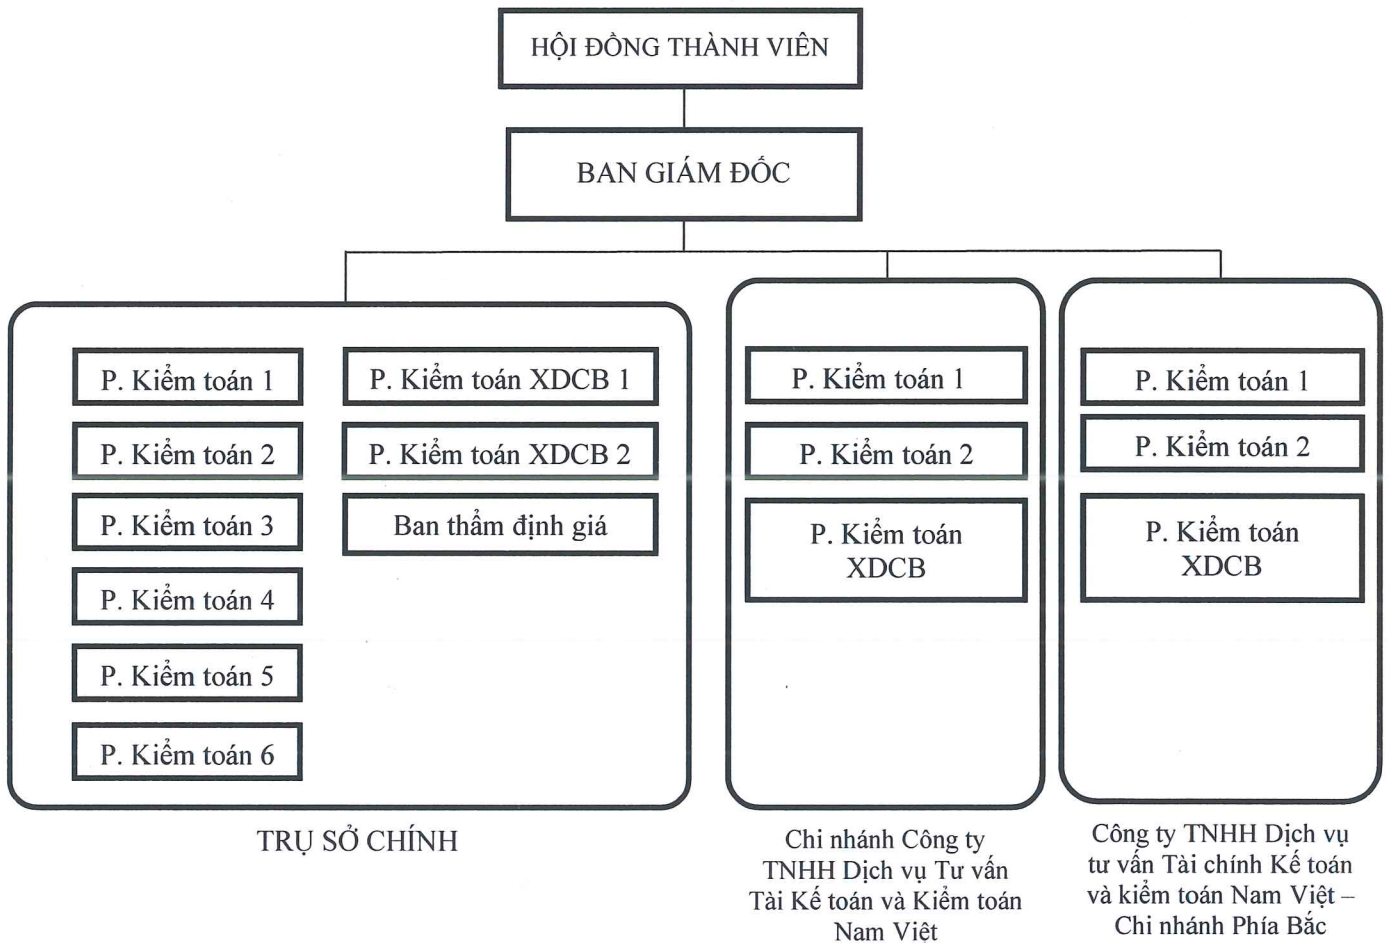 HỘI ĐỒNG THÀNH VIÊN
BAN GIÁM ĐỐC
P. Kiểm toán 1
P. Kiểm toán 2
P. Kiểm toán 3
P. Kiểm toán 4
P. Kiểm toán 5
P. Kiểm toán 6
P. Kiểm toán XDCB 1
P. Kiểm toán XDCB 2
Ban thẩm định giá
TRỤ SỞ CHÍNH
P. Kiểm toán 1
P. Kiểm toán 2
P. Kiểm toán
XDCB
Chi nhánh Công ty
TNHH Dịch vụ Tư vấn
Tài Kế toán và Kiểm toán
Nam Việt
P. Kiểm toán 1
P. Kiểm toán 2
P. Kiểm toán
XDCB
Công ty TNHH Dịch vụ
tư vấn Tài chính Kế toán
và kiểm toán Nam Việt –
Chi nhánh Phía Bắc